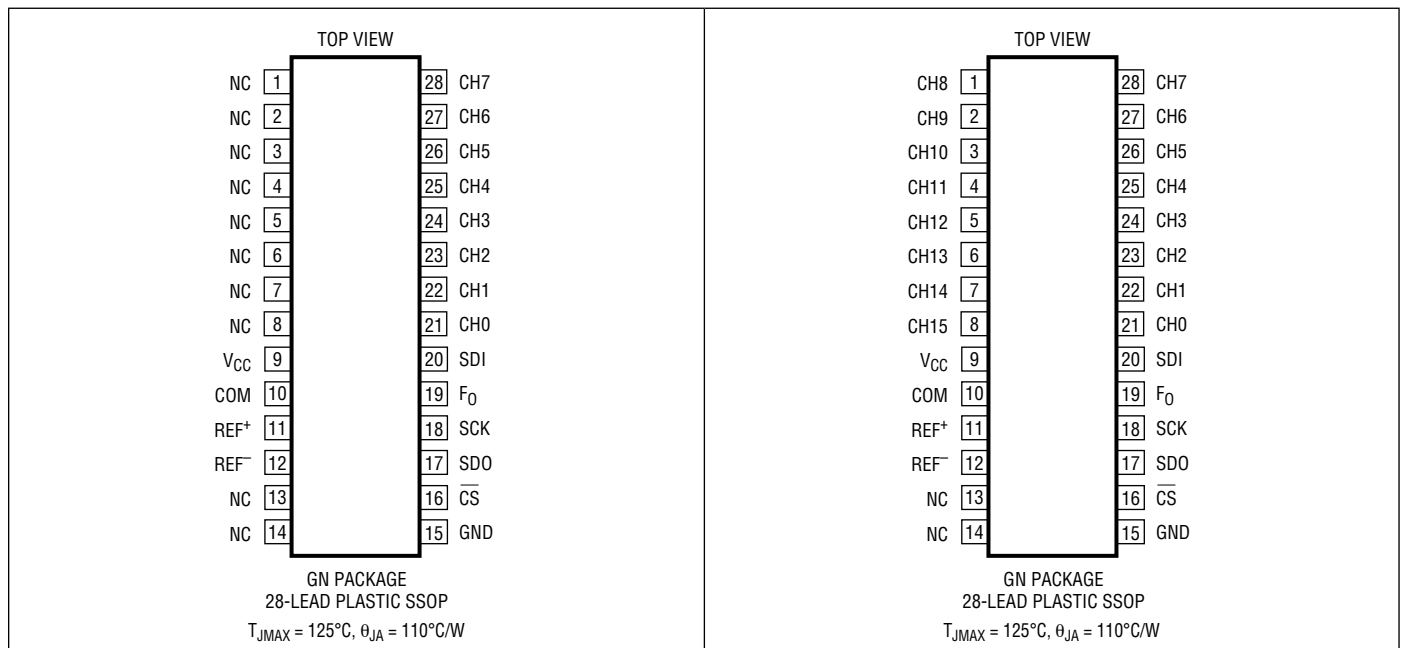 TOP VIEW
NC 1 28 CH7
NC 2 27 CH6
NC 3 26 CH5
NC 4 25 CH4
NC 5 24 CH3
NC 6 23 CH2
NC 7 22 CH1
NC 8 21 CH0
VCC 9 20 SDI
COM 10 19 FO
REF+ 11 18 SCK
REF– 12 17 SDO
NC 13 16 C̅S̅
NC 14 15 GND
GN PACKAGE
28-LEAD PLASTIC SSOP
TJMAX = 125°C, θJA = 110°C/W
TOP VIEW
CH8 1 28 CH7
CH9 2 27 CH6
CH10 3 26 CH5
CH11 4 25 CH4
CH12 5 24 CH3
CH13 6 23 CH2
CH14 7 22 CH1
CH15 8 21 CH0
VCC 9 20 SDI
COM 10 19 FO
REF+ 11 18 SCK
REF– 12 17 SDO
NC 13 16 C̅S̅
NC 14 15 GND
GN PACKAGE
28-LEAD PLASTIC SSOP
TJMAX = 125°C, θJA = 110°C/W